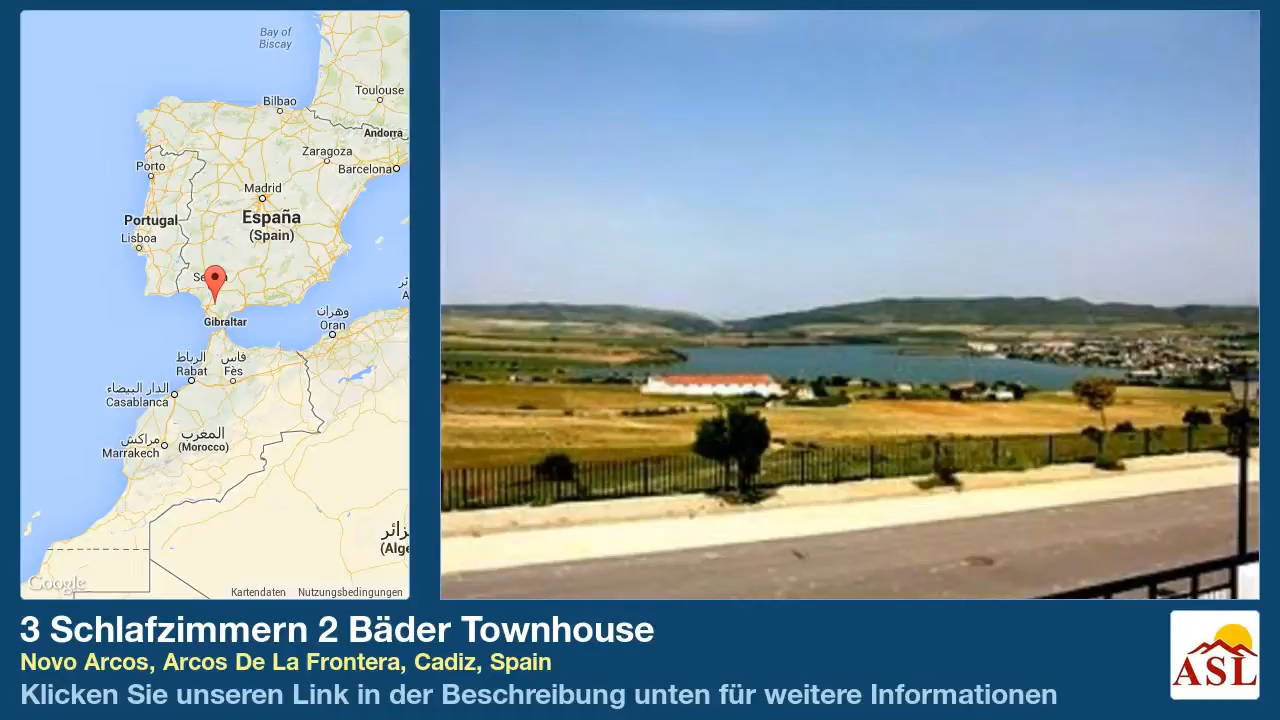 Bay of
Biscay
Toulouse
Bilbao
Andorra
Zaragoza
Barcelona
Porto
Madrid
España
(Spain)
Portugal
Lisboa
Gibraltar
وهران
Oran
الرباط
Rabat
فاس
Fès
الدار البيضاء
Casablanca
مراكش
Marrakech
المغرب
(Morocco)
(Alge
Google
Kartendaten Nutzungsbedingungen
3 Schlafzimmern 2 Bäder Townhouse
Novo Arcos, Arcos De La Frontera, Cadiz, Spain
Klicken Sie unseren Link in der Beschreibung unten für weitere Informationen
ASL